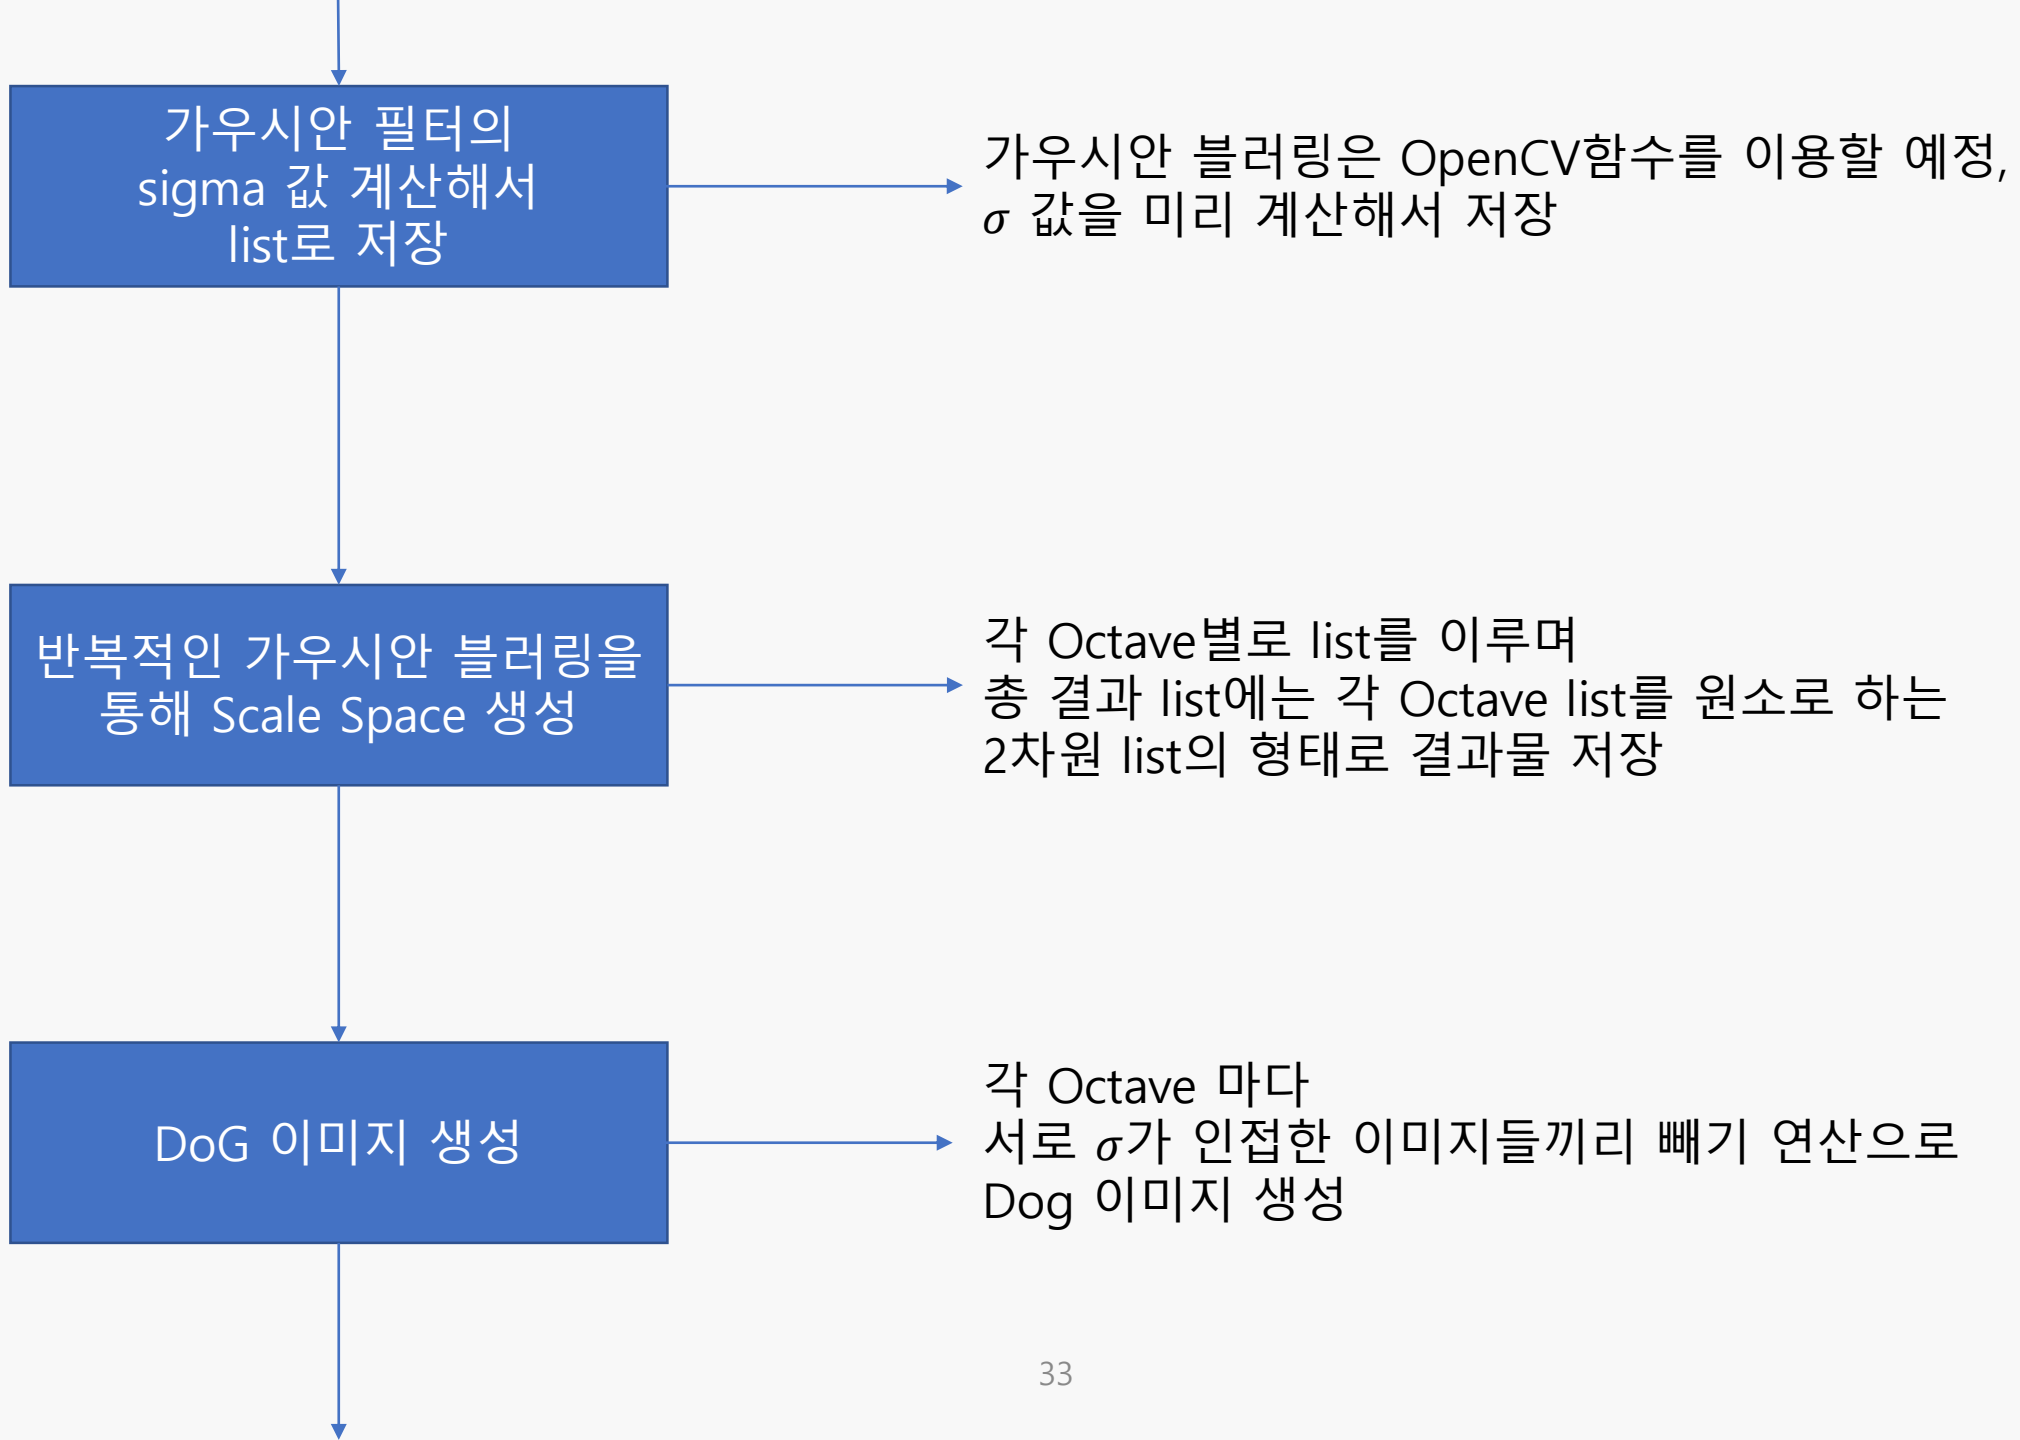 가우시안 필터의
sigma 값 계산해서
list로 저장
가우시안 블러링은 OpenCV함수를 이용할 예정,
σ 값을 미리 계산해서 저장
반복적인 가우시안 블러링을
통해 Scale Space 생성
각 Octave별로 list를 이루며
총 결과 list에는 각 Octave list를 원소로 하는
2차원 list의 형태로 결과물 저장
DoG 이미지 생성
각 Octave 마다
서로 σ가 인접한 이미지들끼리 빼기 연산으로
Dog 이미지 생성
33